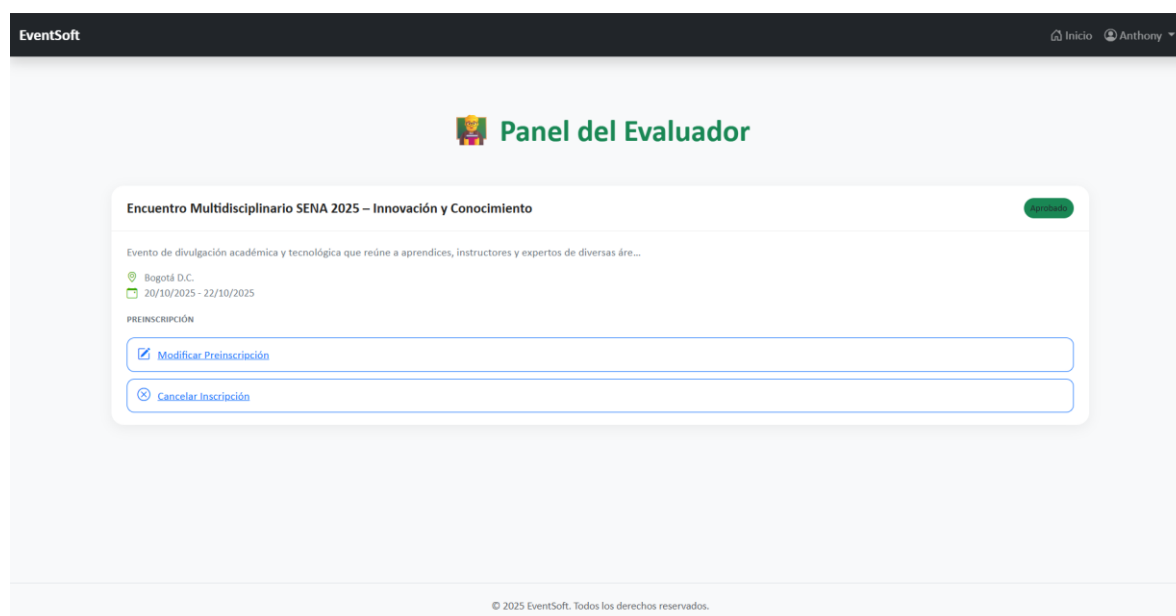 EventSoft
Inicio Anthony
Panel del Evaluador
Encuentro Multidisciplinario SENA 2025 – Innovación y Conocimiento
Aprobado
Evento de divulgación académica y tecnológica que reúne a aprendices, instructores y expertos de diversas áre...
Bogotá D.C.
20/10/2025 - 22/10/2025
PREINSCRIPCIÓN
Modificar Preinscripción
Cancelar Inscripción
© 2025 EventSoft. Todos los derechos reservados.